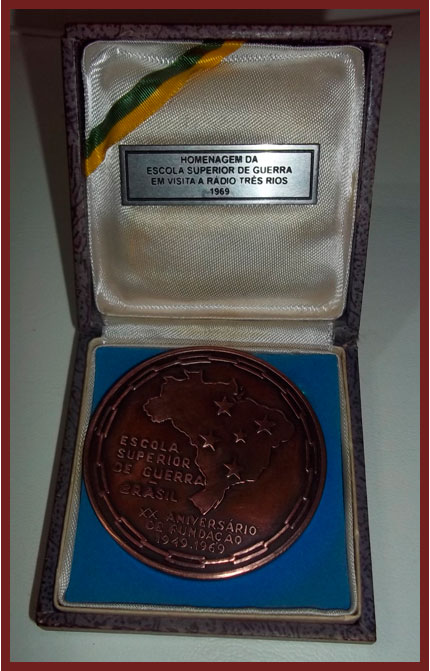 HOMENAGEM DA
ESCOLA SUPERIOR DE GUERRA
EM VISITA A RÁDIO TRÊS RIOS
1969
ESCOLA
SUPERIOR
DE GUERRA
BRASIL
XX ANIVERSÁRIO
DE FUNDAÇÃO
1949.1969